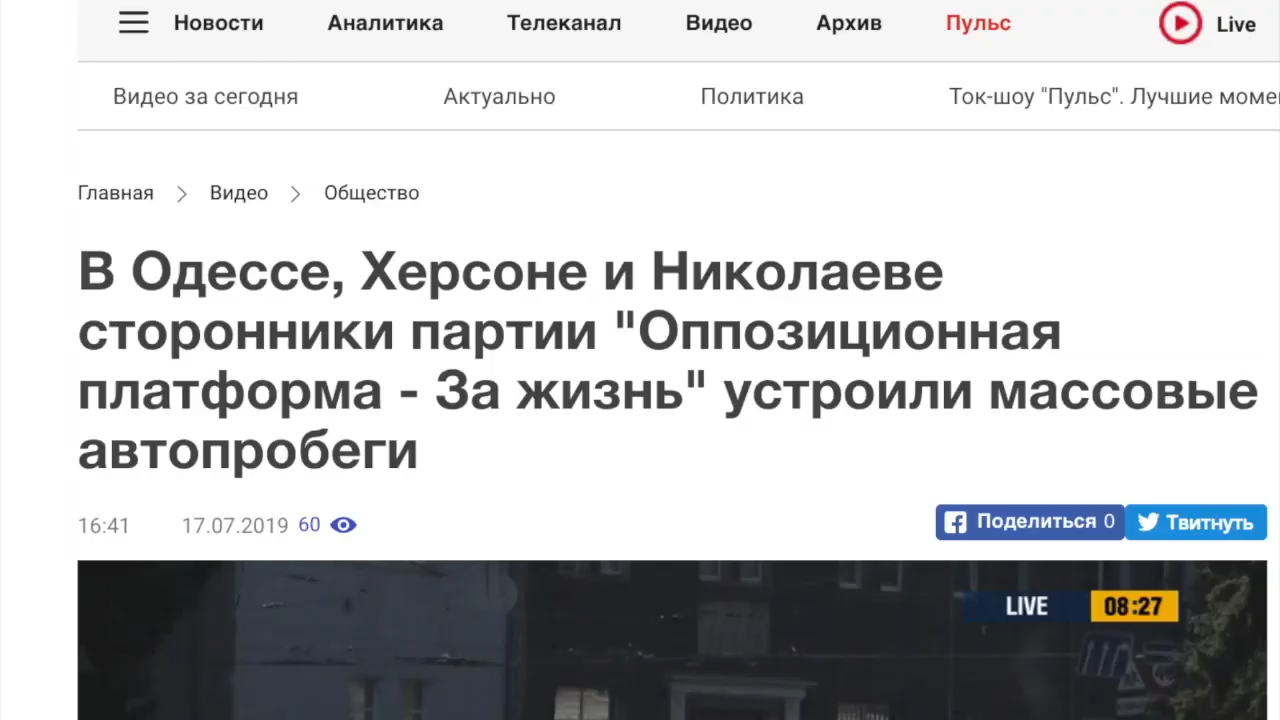 Новости Аналитика Телеканал Видео Архив Пульс Live
Видео за сегодня Актуально Политика Ток-шоу "Пульс". Лучшие моме
Главная Видео Общество
В Одессе, Херсоне и Николаеве
сторонники партии "Оппозиционная
платформа - За жизнь" устроили массовые
автопробеги
16:41 17.07.2019 60 Поделиться 0 Твитнуть
LIVE 08:27